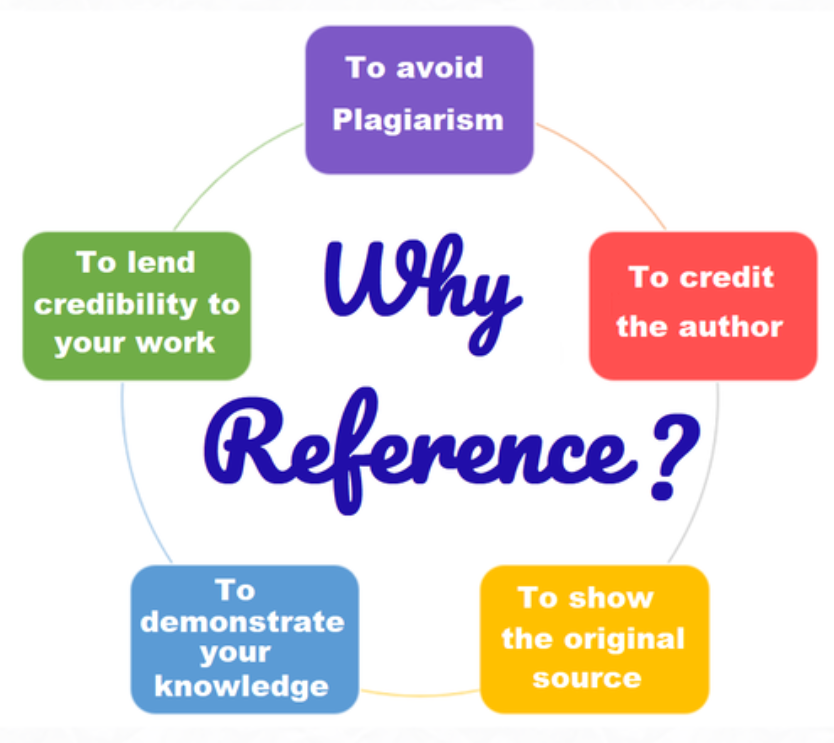 To avoid
Plagiarism
To lend
credibility to
your work
Why
Reference?
To credit
the author
To
demonstrate
your
knowledge
To show
the original
source